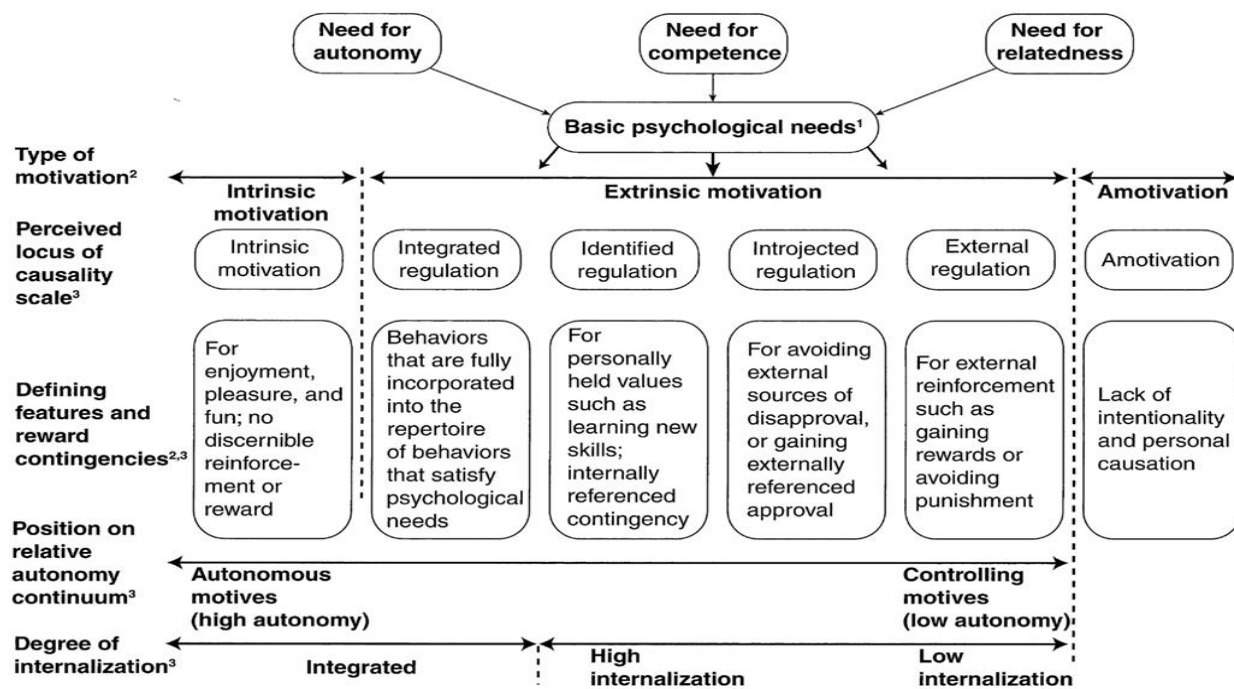 Need for
autonomy
Need for
competence
Need for
relatedness
Basic psychological needs¹
Type of
motivation²
Intrinsic
motivation
Extrinsic motivation
Amotivation
Perceived
locus of
causality
scale³
Intrinsic
motivation
Integrated
regulation
Identified
regulation
Introjected
regulation
External
regulation
Amotivation
Defining
features and
reward
contingencies²,³
For
enjoyment,
pleasure, and
fun; no
discernible
reinforce-
ment or
reward
Behaviors
that are fully
incorporated
into the
repertoire
of behaviors
that satisfy
psychological
needs
For
personally
held values
such as
learning new
skills;
internally
referenced
contingency
For avoiding
external
sources of
disapproval,
or gaining
externally
referenced
approval
For external
reinforcement
such as
gaining
rewards or
avoiding
punishment
Lack of
intentionality
and personal
causation
Position on
relative
autonomy
continuum³
Autonomous
motives
(high autonomy)
Controlling
motives
(low autonomy)
Degree of
internalization³
Integrated
High
internalization
Low
internalization